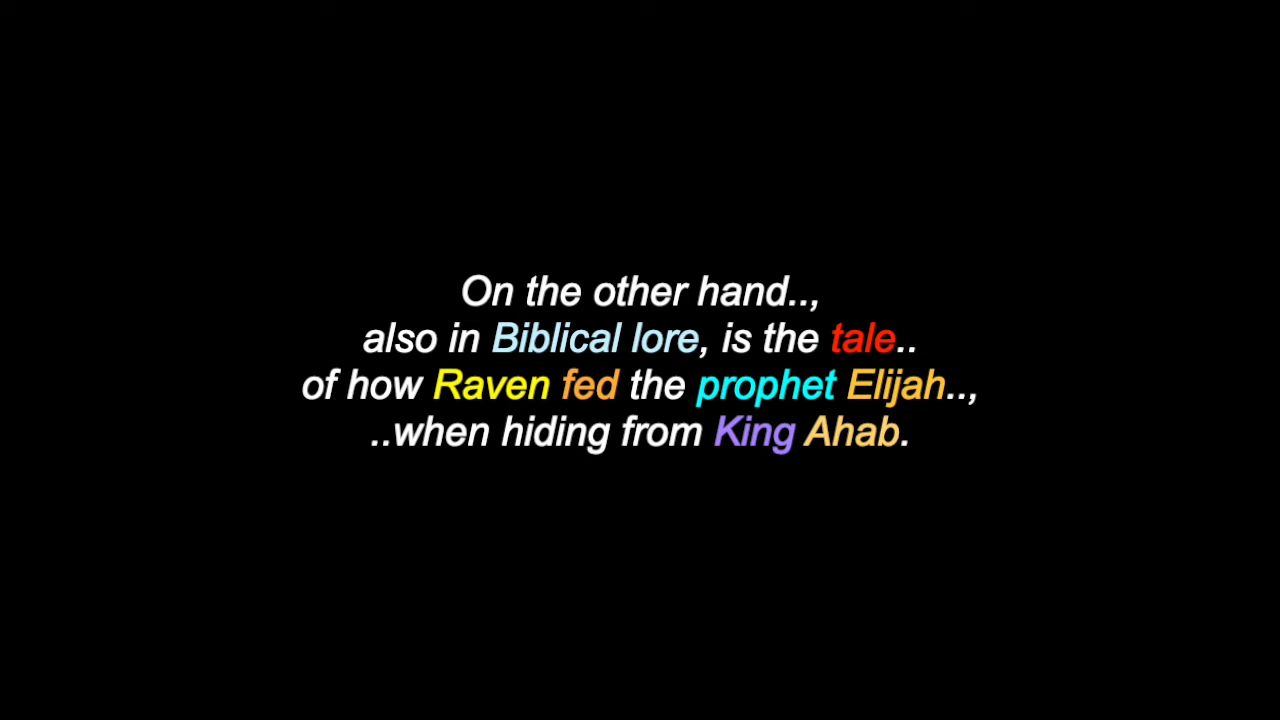 On the other hand..,
also in Biblical lore, is the tale..
of how Raven fed the prophet Elijah..,
..when hiding from King Ahab.